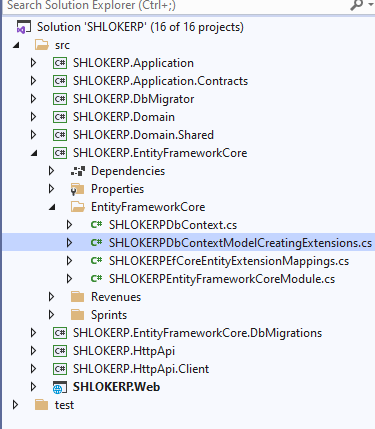 Search Solution Explorer (Ctrl+;)
Solution 'SHLOKERP' (16 of 16 projects)
src
C# SHLOKERP.Application
C# SHLOKERP.Application.Contracts
C# SHLOKERP.DbMigrator
C# SHLOKERP.Domain
C# SHLOKERP.Domain.Shared
C# SHLOKERP.EntityFrameworkCore
Dependencies
Properties
EntityFrameworkCore
C# SHLOKERPDbContext.cs
C# SHLOKERPDbContextModelCreatingExtensions.cs
C# SHLOKERPEfCoreEntityExtensionMappings.cs
C# SHLOKERPEntityFrameworkCoreModule.cs
Revenues
Sprints
C# SHLOKERP.EntityFrameworkCore.DbMigrations
C# SHLOKERP.HttpApi
C# SHLOKERP.HttpApi.Client
SHLOKERP.Web
test